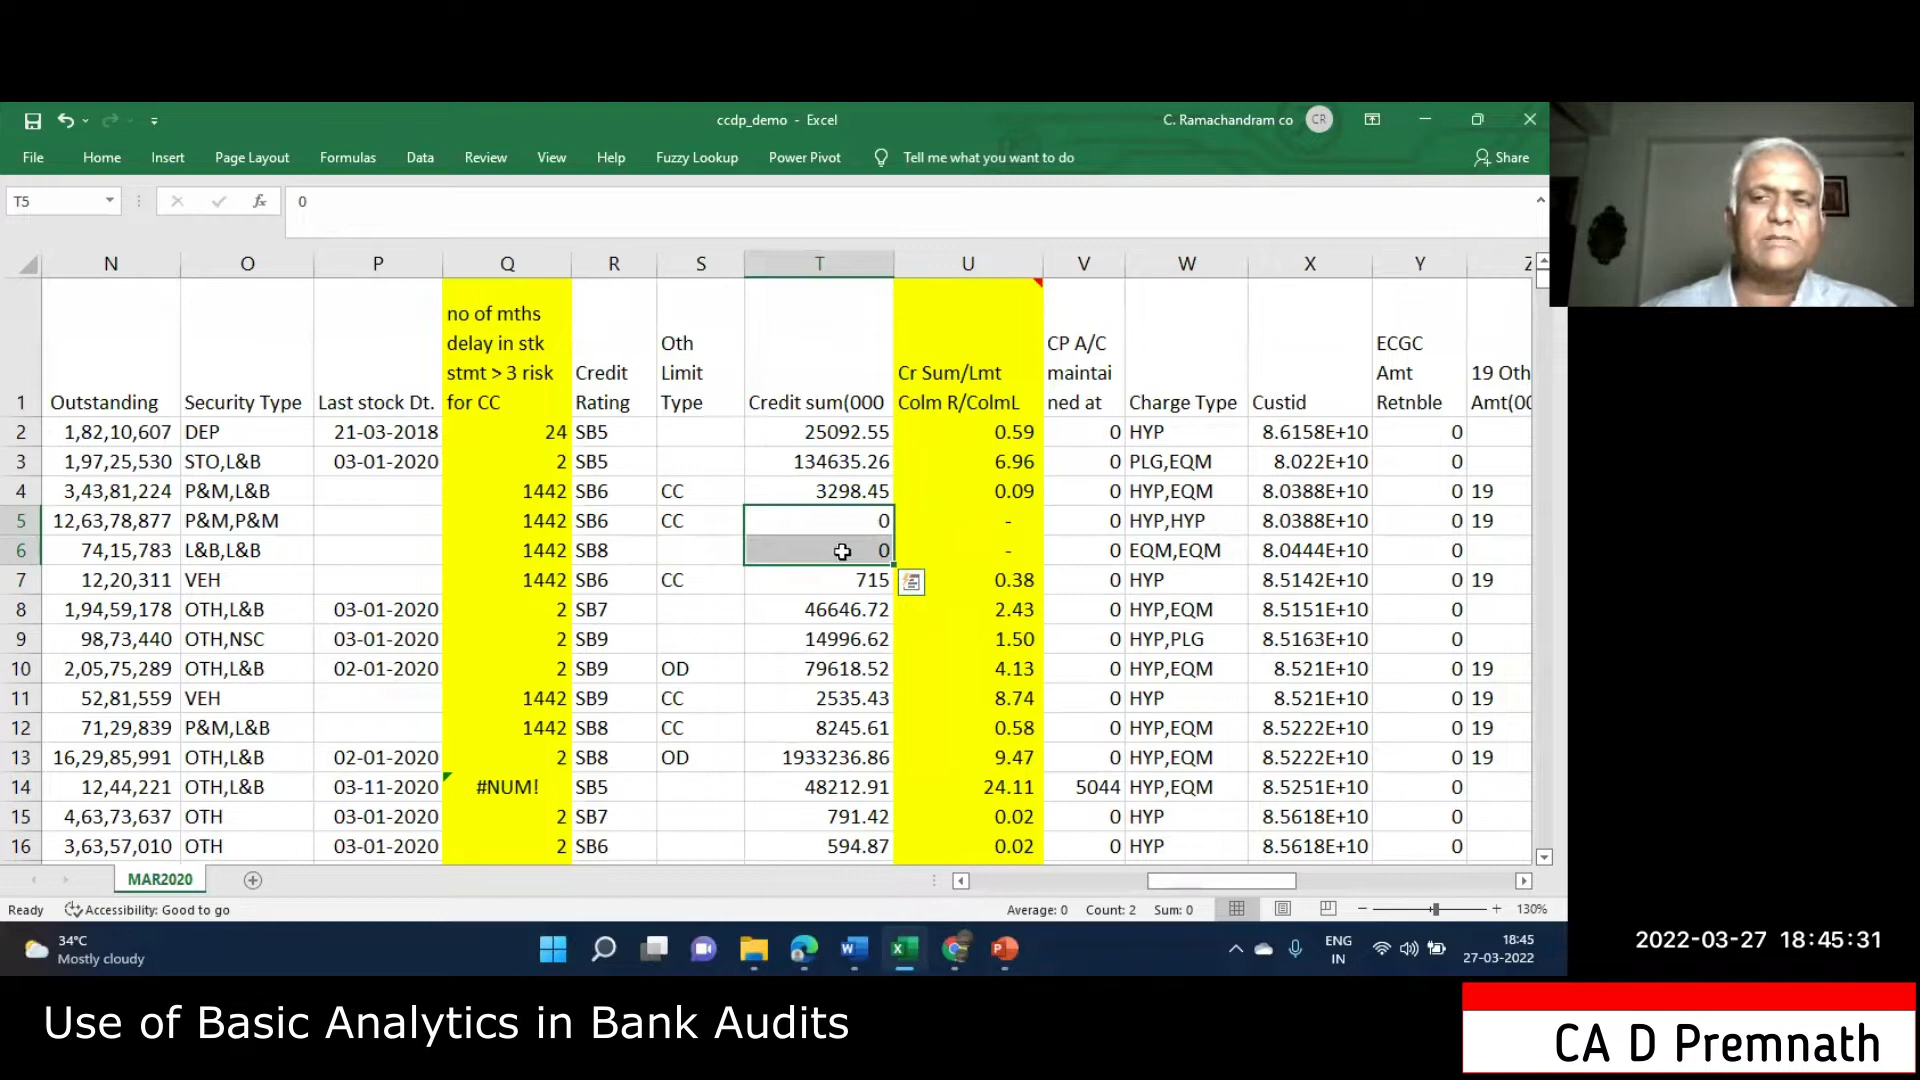 ccdp_demo - Excel
C. Ramachandram co CR
File Home Insert Page Layout Formulas Data Review View Help Fuzzy Lookup Power Pivot Tell me what you want to do Share
T5 fx 0
N O P Q R S T U V W X Y Z
1 Outstanding Security Type Last stock Dt. no of mths delay in stk stmt > 3 risk for CC Credit Rating Oth Limit Type Credit sum(000 Cr Sum/Lmt Colm R/ColmL CP A/C maintai ned at Charge Type Custid ECGC Amt Retnble 19 Oth Amt(00
2 1,82,10,607 DEP 21-03-2018 24 SB5 25092.55 0.59 0 HYP 8.6158E+10 0
3 1,97,25,530 STO,L&B 03-01-2020 2 SB5 134635.26 6.96 0 PLG,EQM 8.022E+10 0
4 3,43,81,224 P&M,L&B 1442 SB6 CC 3298.45 0.09 0 HYP,EQM 8.0388E+10 0 19
5 12,63,78,877 P&M,P&M 1442 SB6 CC 0 - 0 HYP,HYP 8.0388E+10 0 19
6 74,15,783 L&B,L&B 1442 SB8 0 - 0 EQM,EQM 8.0444E+10 0
7 12,20,311 VEH 1442 SB6 CC 715 0.38 0 HYP 8.5142E+10 0 19
8 1,94,59,178 OTH,L&B 03-01-2020 2 SB7 46646.72 2.43 0 HYP,EQM 8.5151E+10 0
9 98,73,440 OTH,NSC 03-01-2020 2 SB9 14996.62 1.50 0 HYP,PLG 8.5163E+10 0
10 2,05,75,289 OTH,L&B 02-01-2020 2 SB9 OD 79618.52 4.13 0 HYP,EQM 8.521E+10 0 19
11 52,81,559 VEH 1442 SB9 CC 2535.43 8.74 0 HYP 8.521E+10 0 19
12 71,29,839 P&M,L&B 1442 SB8 CC 8245.61 0.58 0 HYP,EQM 8.5222E+10 0 19
13 16,29,85,991 OTH,L&B 02-01-2020 2 SB8 OD 1933236.86 9.47 0 HYP,EQM 8.5222E+10 0 19
14 12,44,221 OTH,L&B 03-11-2020 #NUM! SB5 48212.91 24.11 5044 HYP,EQM 8.5251E+10 0
15 4,63,73,637 OTH 03-01-2020 2 SB7 791.42 0.02 0 HYP 8.5618E+10 0
16 3,63,57,010 OTH 03-01-2020 2 SB6 594.87 0.02 0 HYP 8.5618E+10 0
MAR2020
Ready Accessibility: Good to go Average: 0 Count: 2 Sum: 0 130%
34°C
Mostly cloudy
ENG
IN
18:45
27-03-2022
2022-03-27 18:45:31
Use of Basic Analytics in Bank Audits
CA D Premnath